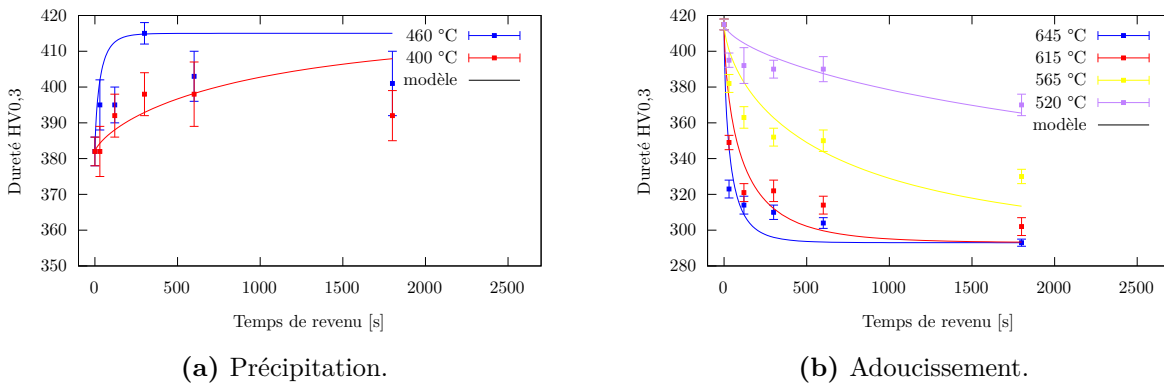 420
410
400
390
380
370
360
350
Dureté HV0,3
0 500 1000 1500 2000 2500
Temps de revenu [s]
460 °C
400 °C
modèle
(a) Précipitation.
420
400
380
360
340
320
300
280
Dureté HV0,3
0 500 1000 1500 2000 2500
Temps de revenu [s]
645 °C
615 °C
565 °C
520 °C
modèle
(b) Adoucissement.